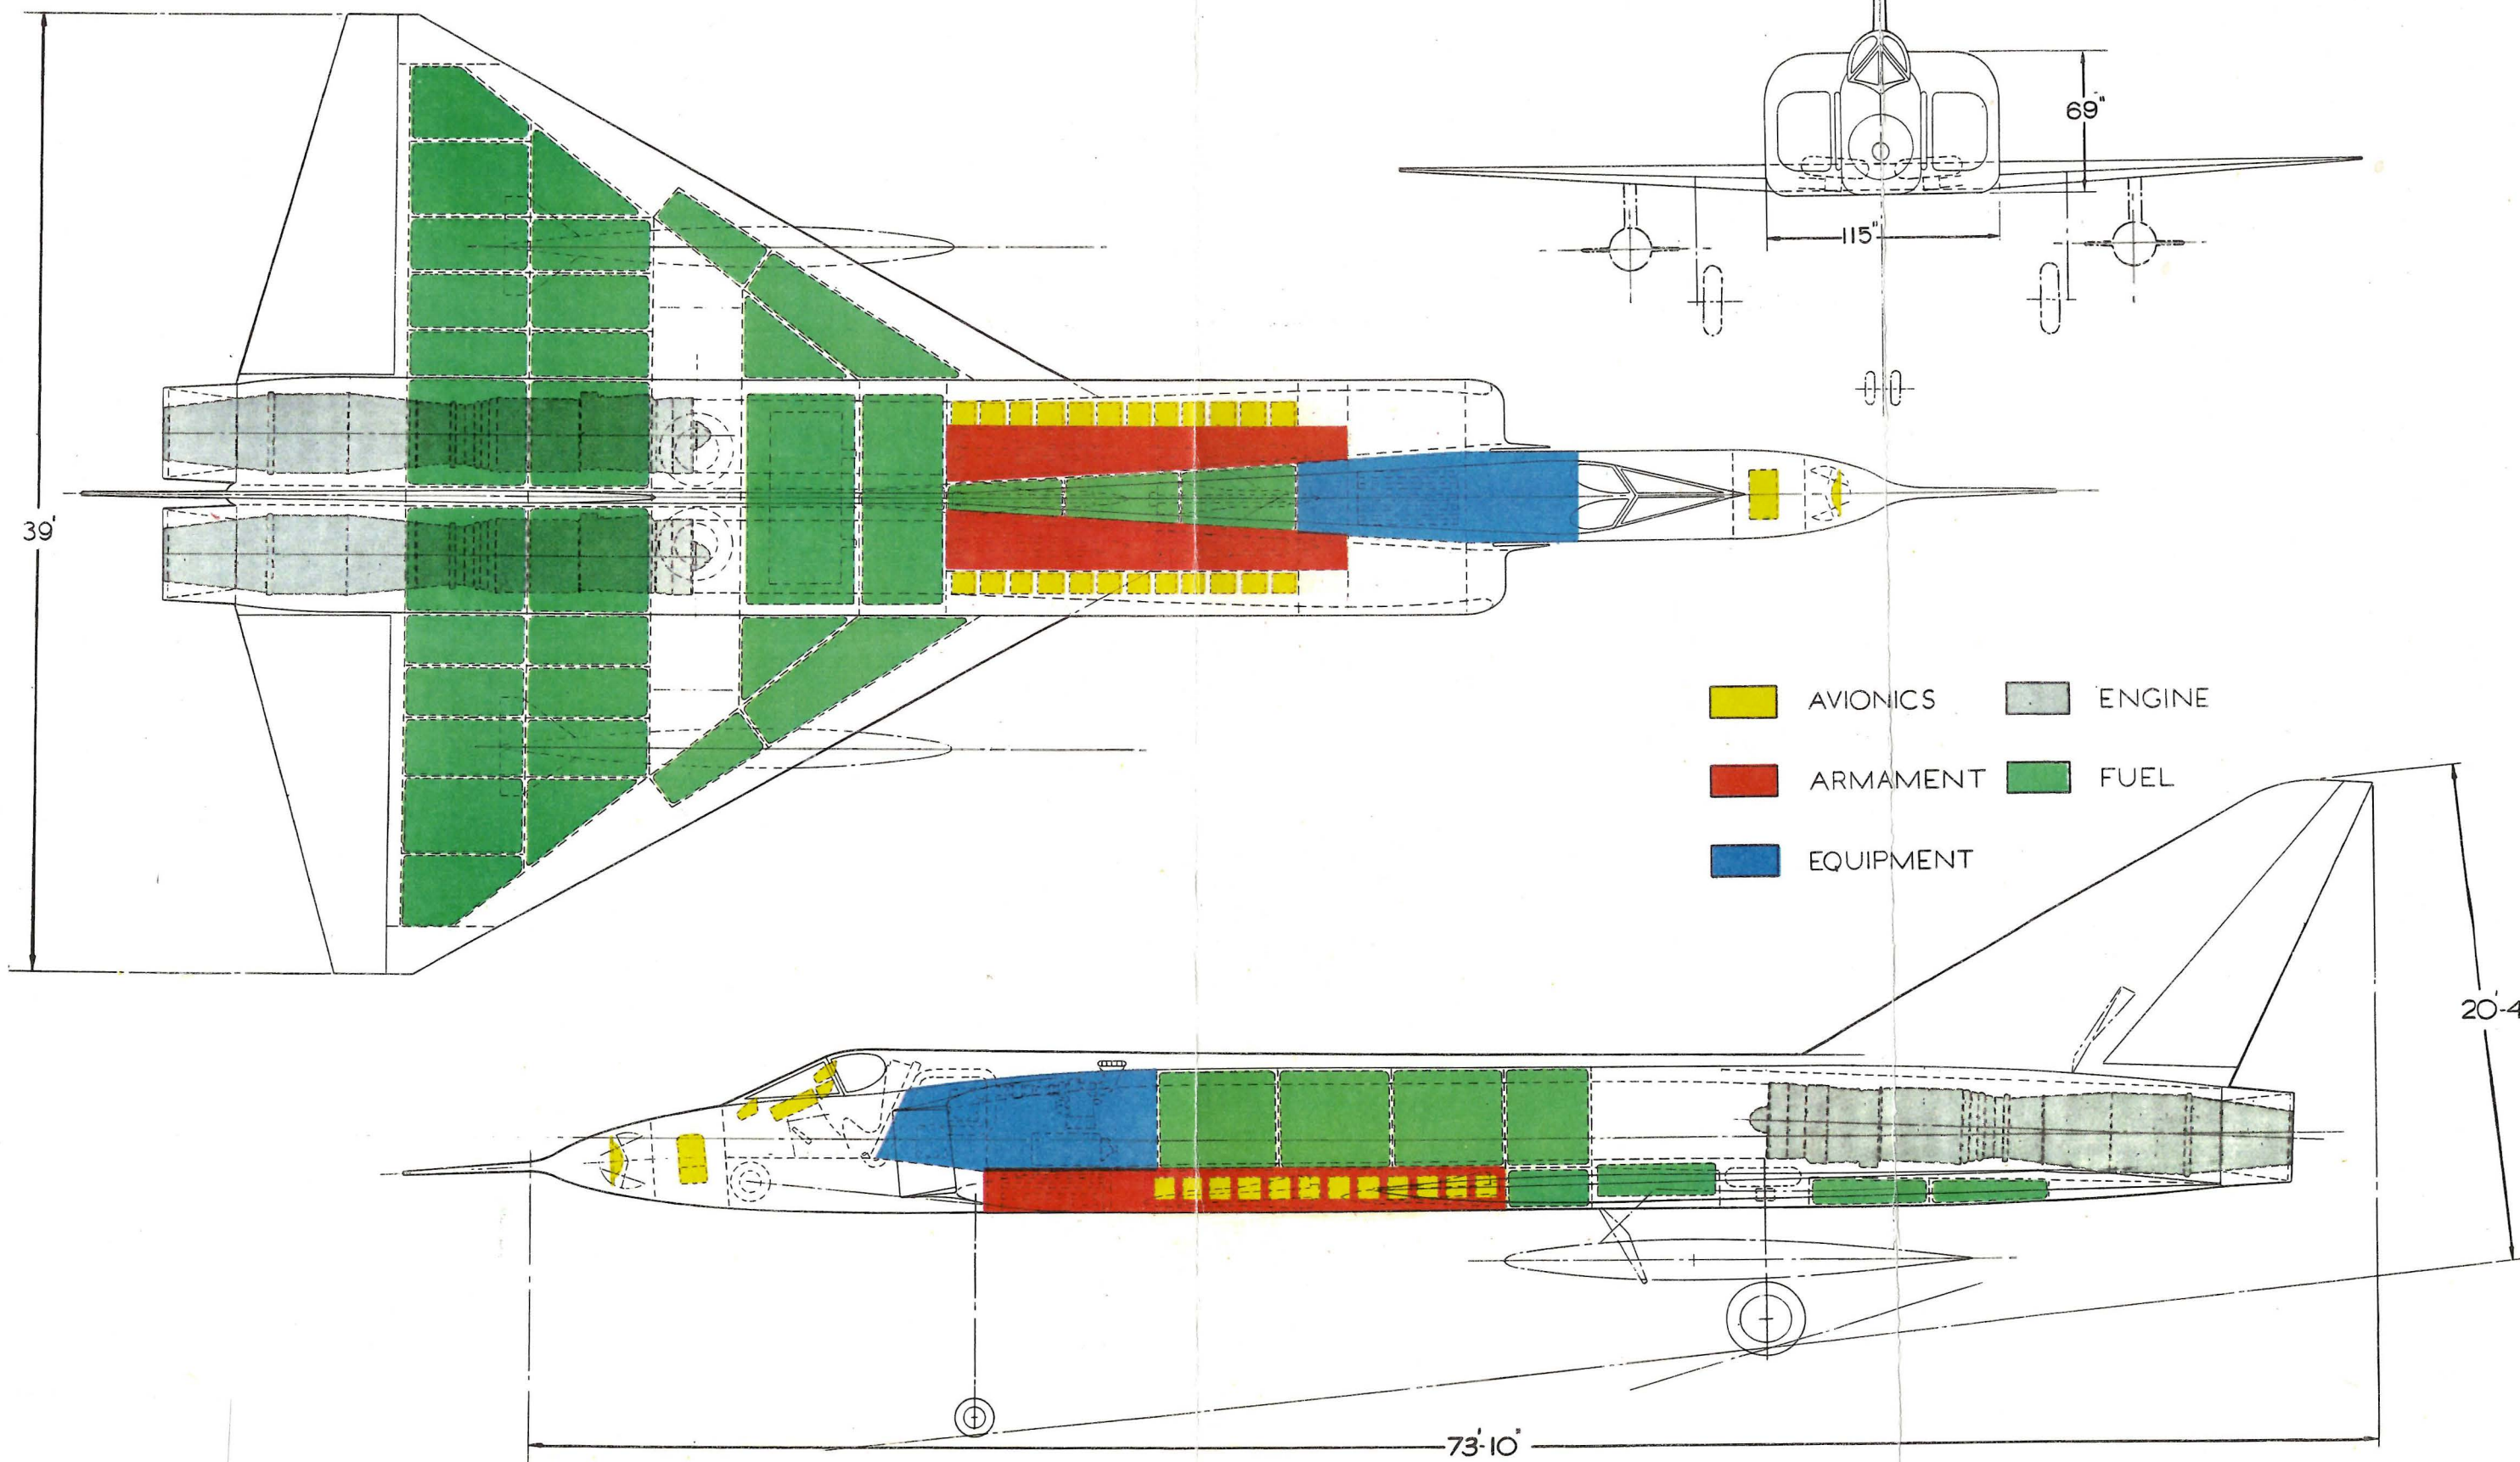 69"
115"
39'
AVIONICS ENGINE
ARMAMENT FUEL
EQUIPMENT
20'-4
73'-10"